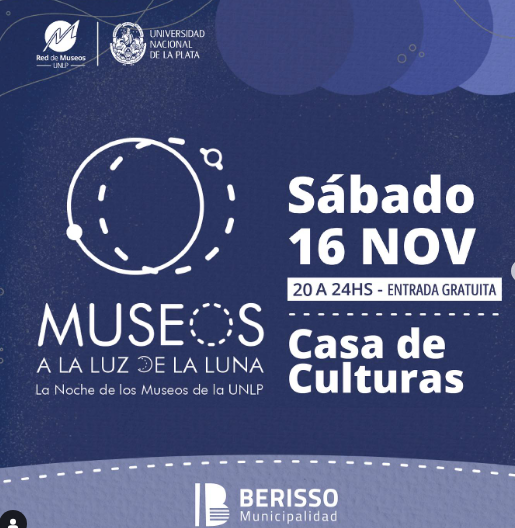 Red de Museos
UNLP
UNIVERSIDAD
NACIONAL
DE LA PLATA
MUSEOS
A LA LUZ DE LA LUNA
La Noche de los Museos de la UNLP
Sábado
16 NOV
20 A 24HS - ENTRADA GRATUITA
Casa de
Culturas
BERISSO
Municipalidad